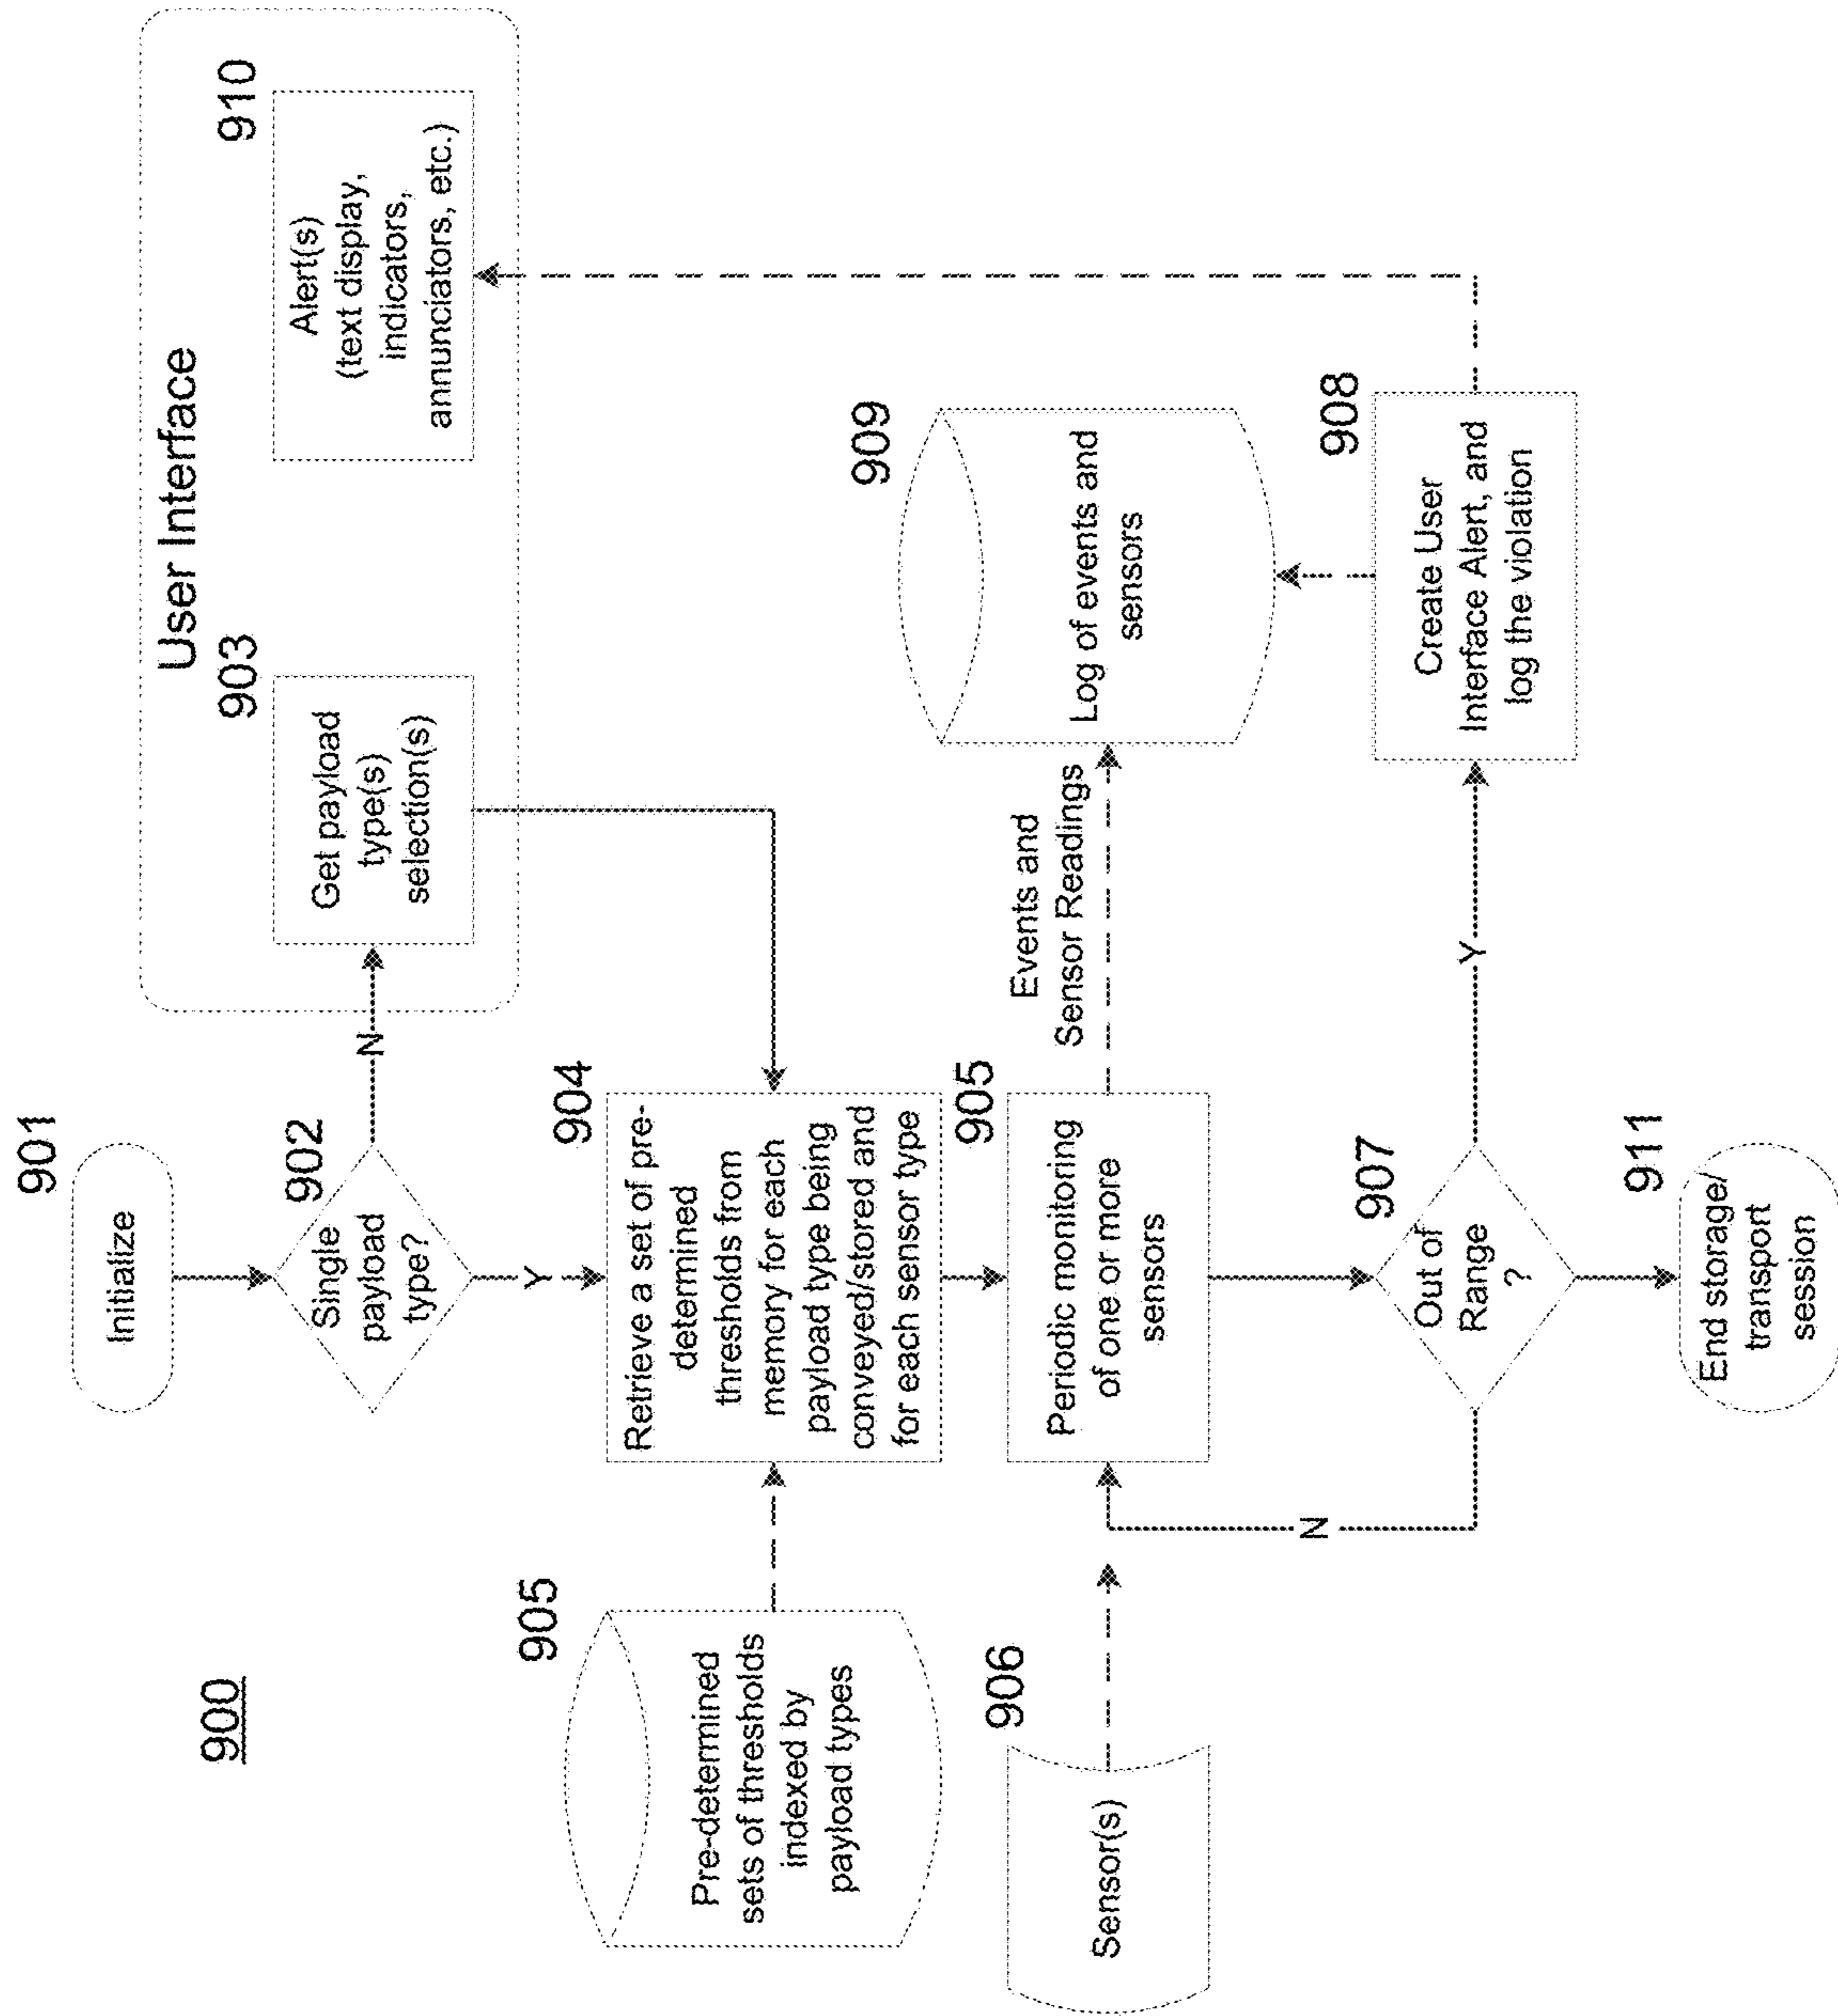 900
901
Initialize
902
Single
payload
type?
N
Y
User Interface
903
Get payload
type(s)
selection(s)
910
Alert(s)
(text display,
indicators,
annunciators, etc.)
905
Pre-determined
sets of thresholds
indexed by
payload types
904
Retrieve a set of pre-
determined
thresholds from
memory for each
payload type being
conveyed/stored and
for each sensor type
906
Sensor(s)
905
Periodic monitoring
of one or more
sensors
Events and
Sensor Readings
909
Log of events and
sensors
907
Out of
Range
?
N
Y
908
Create User
Interface Alert, and
log the violation
911
End storage/
transport
session